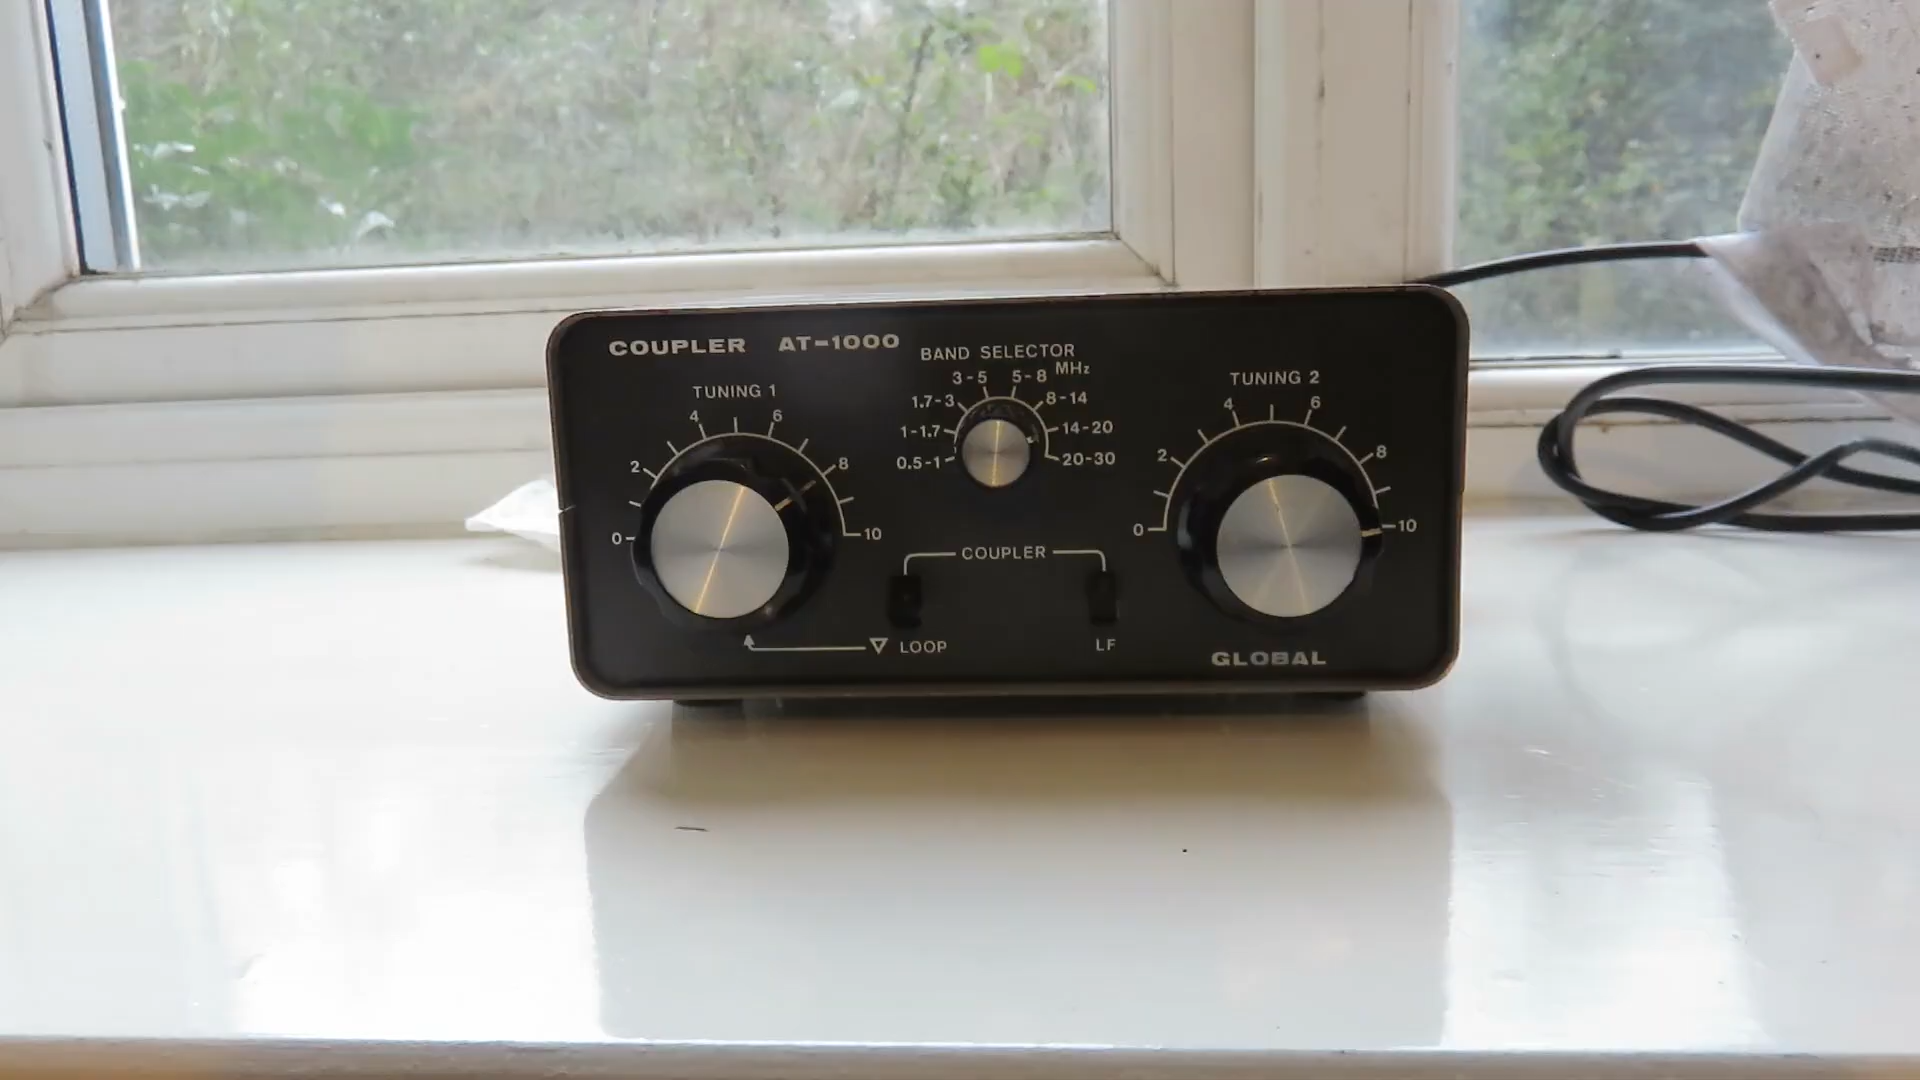 COUPLER AT-1000
BAND SELECTOR
MHz
3-5 5-8
1.7-3 8-14
1-1.7 14-20
0.5-1 20-30
TUNING 1
0 2 4 6 8 10
TUNING 2
0 2 4 6 8 10
COUPLER
LOOP
LF
GLOBAL